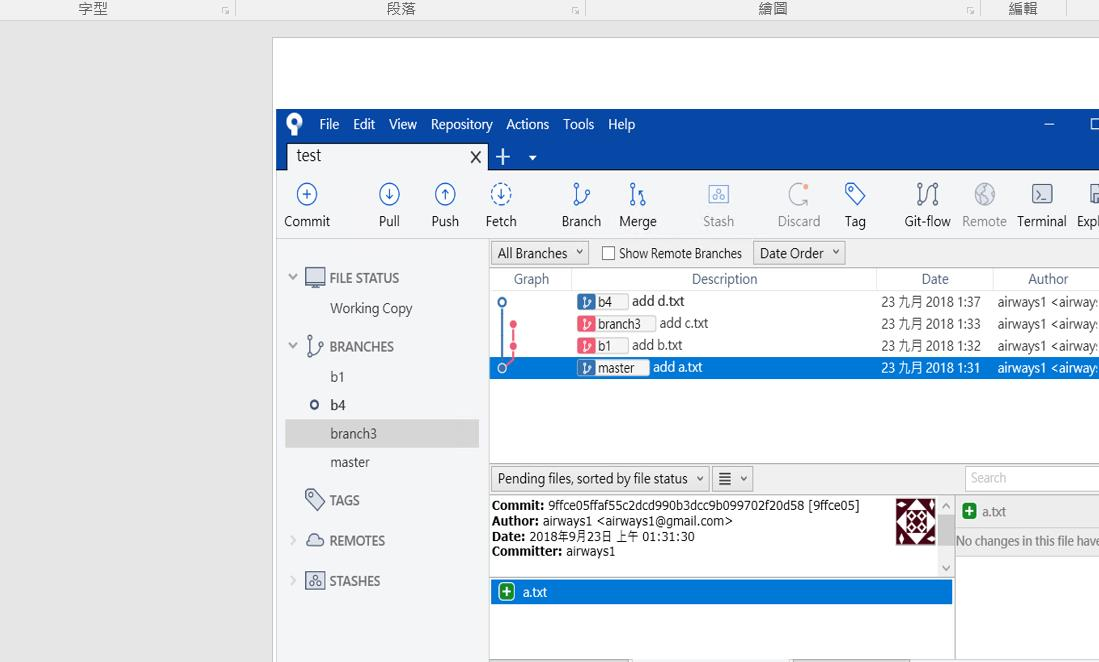 字型 段落 繪圖 編輯
File Edit View Repository Actions Tools Help
test
Commit Pull Push Fetch Branch Merge Stash Discard Tag Git-flow Remote Terminal Expl
All Branches Show Remote Branches Date Order
Graph Description Date Author
b4 add d.txt 23 九月 2018 1:37 airways1 <airway:
branch3 add c.txt 23 九月 2018 1:33 airways1 <airway:
b1 add b.txt 23 九月 2018 1:32 airways1 <airway:
master add a.txt 23 九月 2018 1:31 airways1 <airway:
FILE STATUS
Working Copy
BRANCHES
b1
b4
branch3
master
TAGS
REMOTES
STASHES
Pending files, sorted by file status Search
Commit: 9ffce05ffaf55c2dcd990b3dcc9b099702f20d58 [9ffce05]
Author: airways1 <airways1@gmail.com>
Date: 2018年9月23日 上午 01:31:30
Committer: airways1
a.txt
a.txt
No changes in this file have